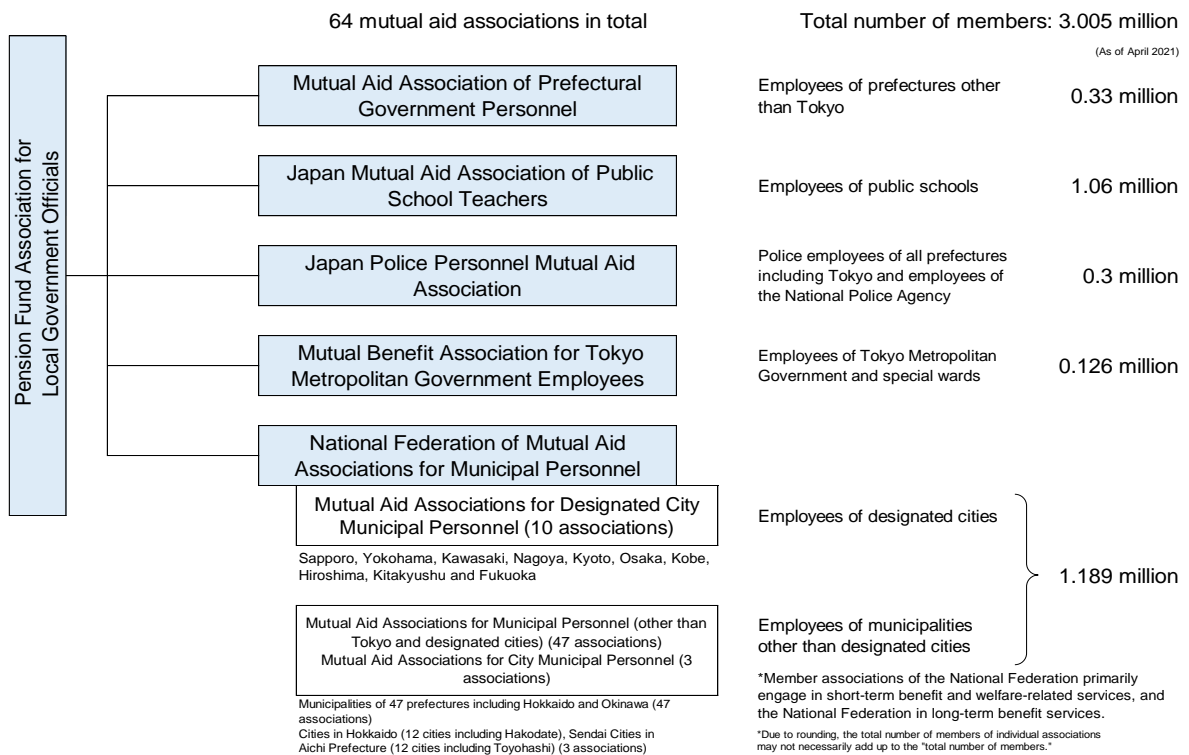 64 mutual aid associations in total
Total number of members: 3.005 million
(As of April 2021)
Pension Fund Association for
Local Government Officials
Mutual Aid Association of Prefectural
Government Personnel
Employees of prefectures other
than Tokyo
0.33 million
Japan Mutual Aid Association of Public
School Teachers
Employees of public schools
1.06 million
Japan Police Personnel Mutual Aid
Association
Police employees of all prefectures
including Tokyo and employees of
the National Police Agency
0.3 million
Mutual Benefit Association for Tokyo
Metropolitan Government Employees
Employees of Tokyo Metropolitan
Government and special wards
0.126 million
National Federation of Mutual Aid
Associations for Municipal Personnel
Mutual Aid Associations for Designated City
Municipal Personnel (10 associations)
Employees of designated cities
Sapporo, Yokohama, Kawasaki, Nagoya, Kyoto, Osaka, Kobe,
Hiroshima, Kitakyushu and Fukuoka
1.189 million
Mutual Aid Associations for Municipal Personnel (other than
Tokyo and designated cities) (47 associations)
Mutual Aid Associations for City Municipal Personnel (3
associations)
Employees of municipalities
other than designated cities
Municipalities of 47 prefectures including Hokkaido and Okinawa (47
associations)
Cities in Hokkaido (12 cities including Hakodate), Sendai Cities in
Aichi Prefecture (12 cities including Toyohashi) (3 associations)
*Member associations of the National Federation primarily
engage in short-term benefit and welfare-related services, and
the National Federation in long-term benefit services.
*Due to rounding, the total number of members of individual associations
may not necessarily add up to the "total number of members."